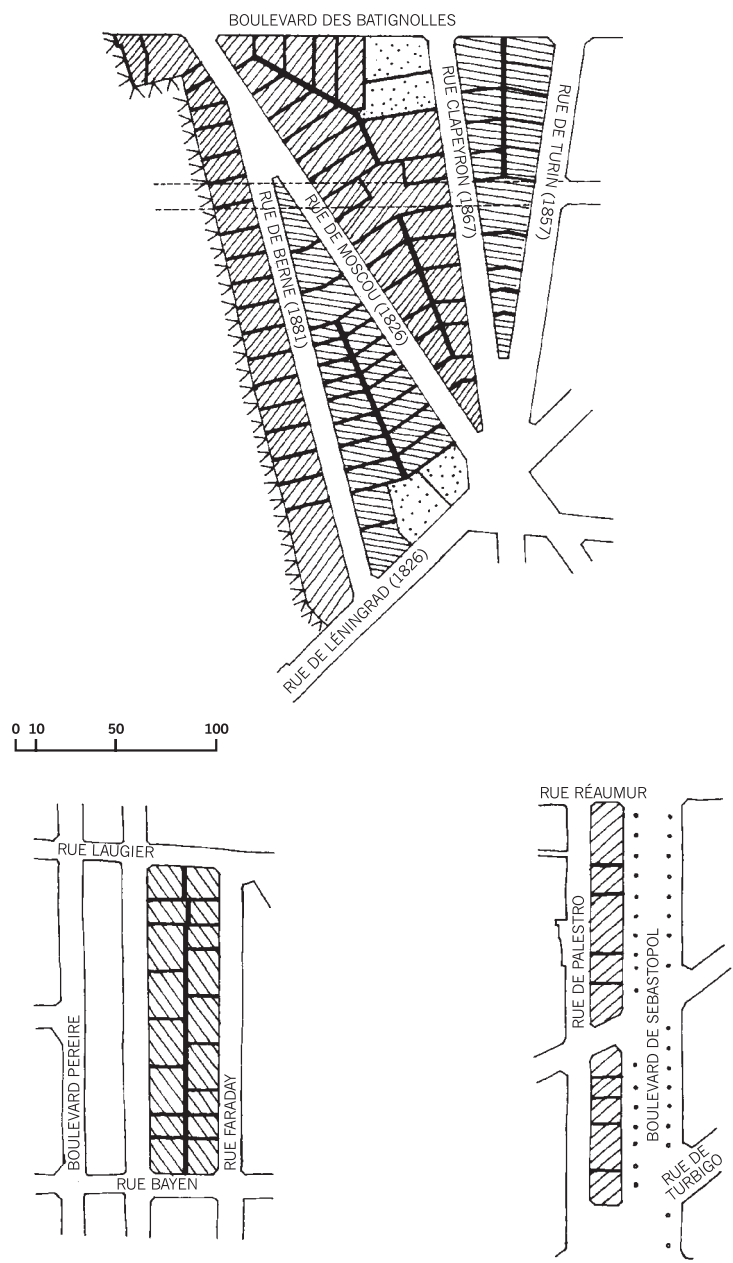 BOULEVARD DES BATIGNOLLES
RUE CLAPEYRON (1867)
RUE DE TURIN (1857)
RUE DE BERNE (1881)
RUE DE MOSCOU (1826)
RUE DE LÉNINGRAD (1826)
0 10 50 100
RUE RÉAUMUR
RUE LAUGIER
RUE DE PALESTRO
BOULEVARD DE SEBASTOPOL
BOULEVARD PEREIRE
RUE FARADAY
RUE BAYEN
RUE DE
TURBIGO